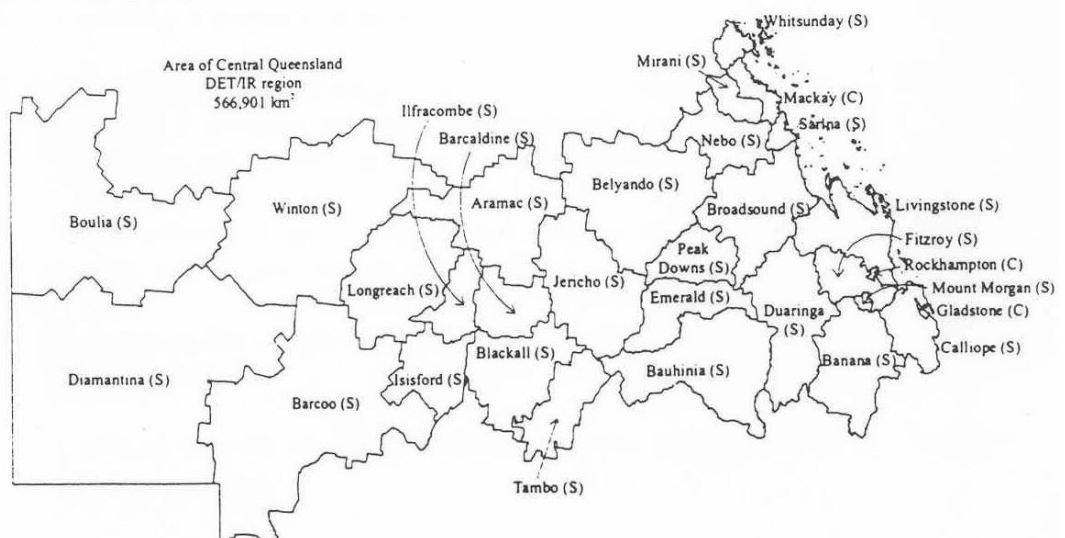 Whitsunday (S)
Area of Central Queensland
DET/IR region
566,901 km²
Mirani (S)
Ilfracombe (S)
Mackay (C)
Barcaldine (S)
Sarina (S)
Nebo (S)
Belyando (S)
Aramac (S)
Winton (S)
Boulia (S)
Broadsound (S)
Livingstone (S)
Fitzroy (S)
Peak
Downs (S)
Rockhampton (C)
Jencho (S)
Longreach (S)
Emerald (S)
Mount Morgan (S)
Duaringa
(S)
Gladstone (C)
Calliope (S)
Blackall (S)
Banana (S)
Diamantina (S)
Isisford (S)
Bauhinia (S)
Barcoo (S)
Tambo (S)